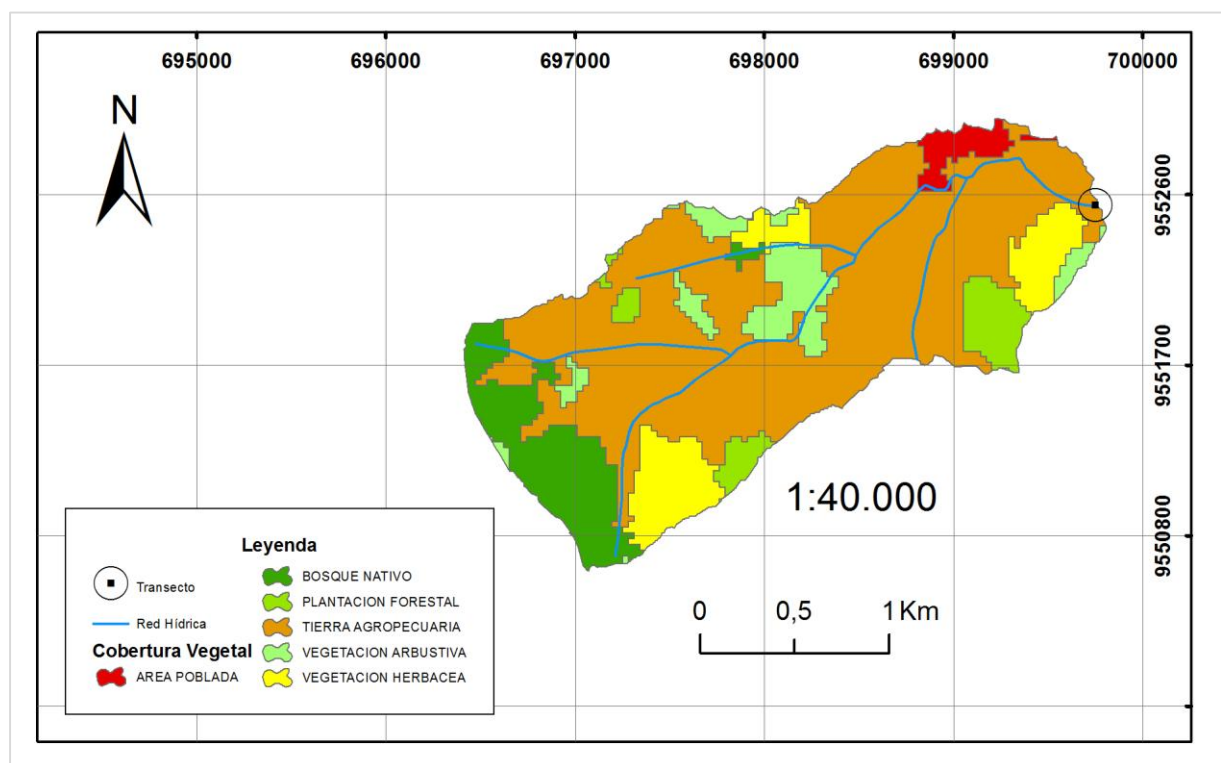 695000 696000 697000 698000 699000 700000
N
9552600
9551700
1:40.000
9550800
Leyenda
Transecto
Red Hídrica
Cobertura Vegetal
AREA POBLADA
BOSQUE NATIVO
PLANTACION FORESTAL
TIERRA AGROPECUARIA
VEGETACION ARBUSTIVA
VEGETACION HERBACEA
0 0,5 1 Km